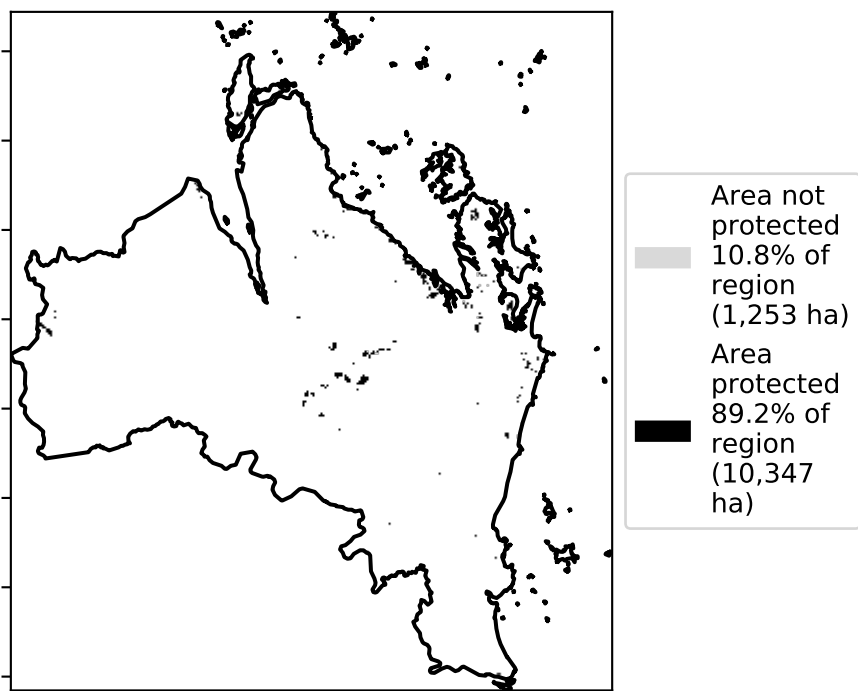 Area not
protected
10.8% of
region
(1,253 ha)
Area
protected
89.2% of
region
(10,347
ha)